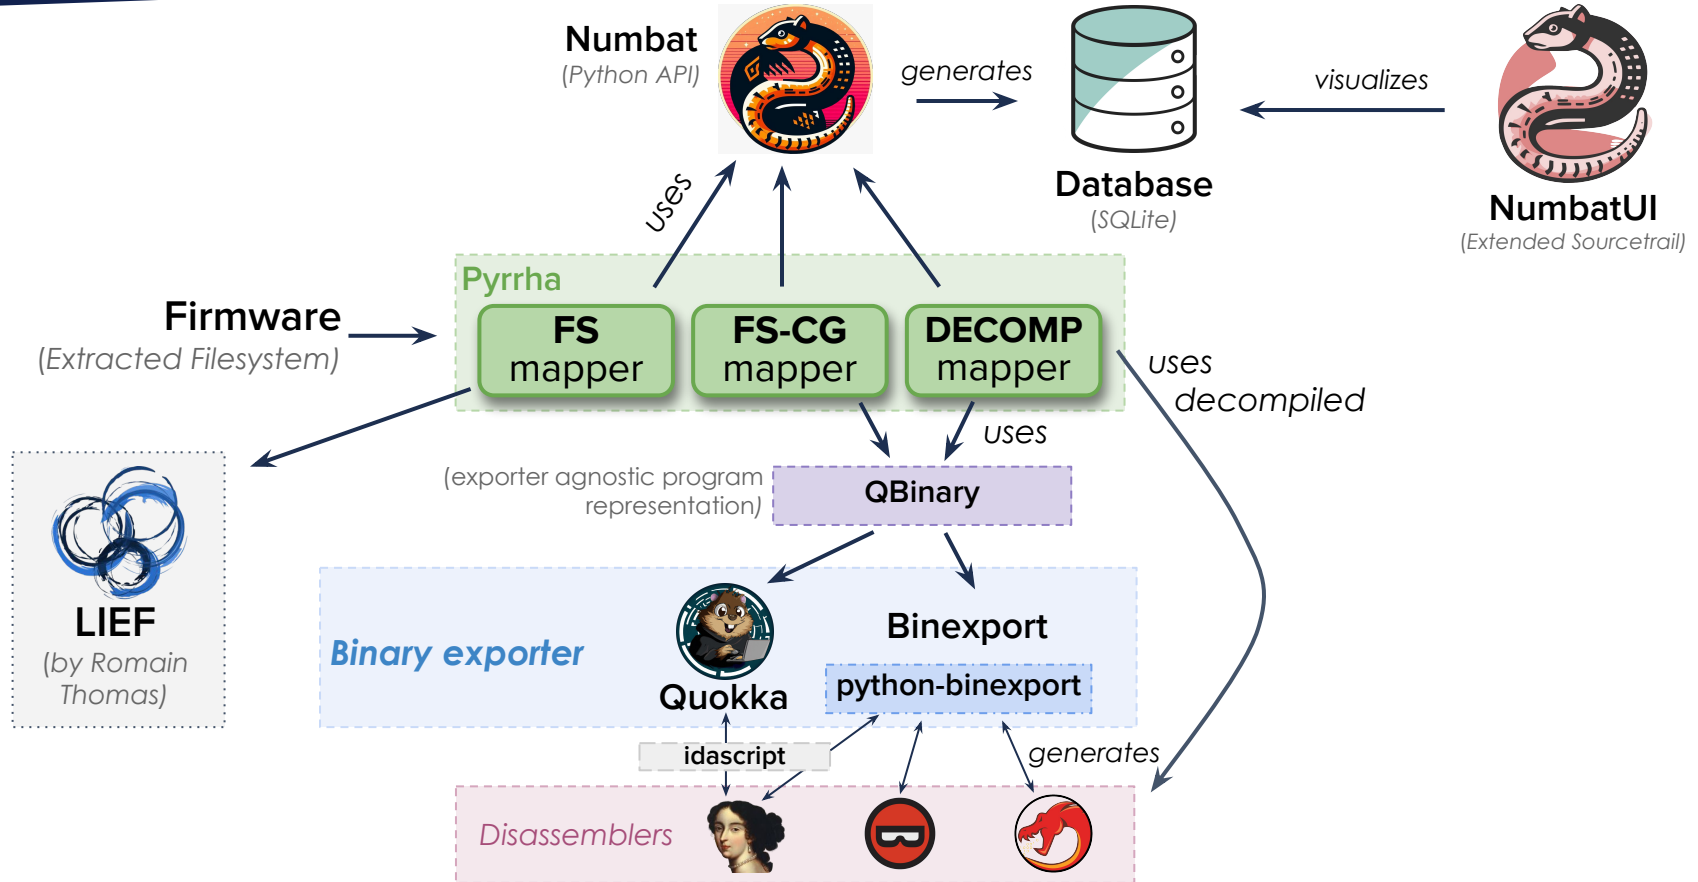 Numbat
(Python API)
generates
visualizes
Database
(SQLite)
NumbatUI
(Extended Sourcetrail)
uses
Pyrrha
Firmware
(Extracted Filesystem)
FS
mapper
FS-CG
mapper
DECOMP
mapper
uses
decompiled
uses
(exporter agnostic program
representation)
QBinary
LIEF
(by Romain
Thomas)
Binary exporter
Quokka
Binexport
python-binexport
idascript
generates
Disassemblers